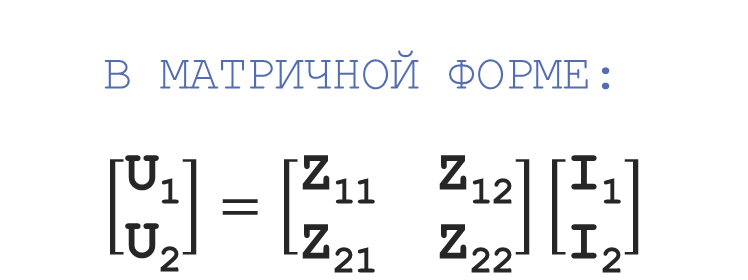 В МАТРИЧНОЙ ФОРМЕ:
[U₁ U₂] = [Z₁₁ Z₁₂ Z₂₁ Z₂₂] [I₁ I₂]